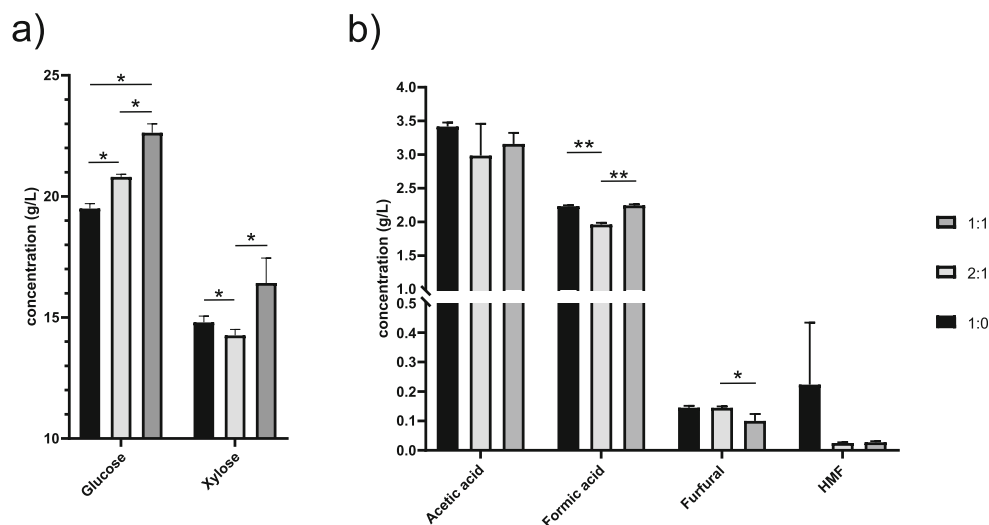 a)
concentration (g/L)
25
20
15
10
*
*
*
*
*
Glucose
Xylose
b)
concentration (g/L)
4.0
3.5
3.0
2.5
2.0
1.5
1.0
0.5
0.4
0.3
0.2
0.1
0.0
**
**
*
Acetic acid
Formic acid
Furfural
HMF
1:1
2:1
1:0